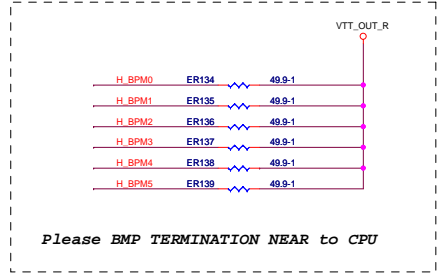 VTT_OUT_R
H_BPM0 ER134 49.9-1
H_BPM1 ER135 49.9-1
H_BPM2 ER136 49.9-1
H_BPM3 ER137 49.9-1
H_BPM4 ER138 49.9-1
H_BPM5 ER139 49.9-1
Please BMP TERMINATION NEAR to CPU